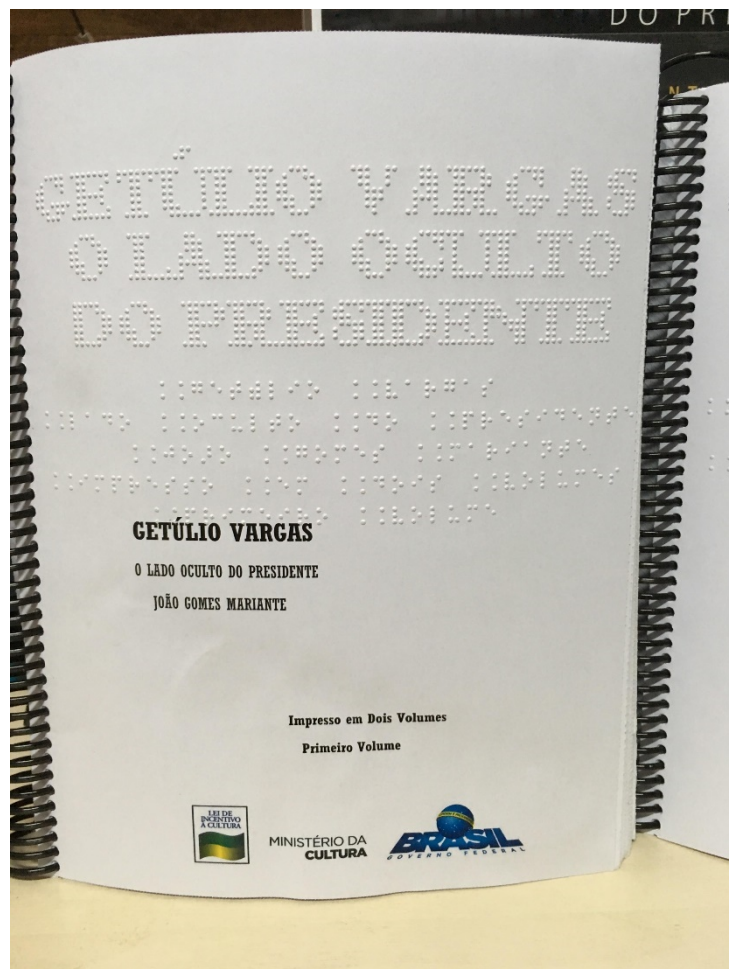 DO PR
NT
GETÚLIO VARGAS
O LADO OCULTO
DO PRESIDENTE
GETÚLIO VARGAS
O LADO OCULTO DO PRESIDENTE
JOÃO GOMES MARIANTE
Impresso em Dois Volumes
Primeiro Volume
LEI DE
INCENTIVO
À CULTURA
MINISTÉRIO DA
CULTURA
BRASIL
GOVERNO FEDERAL